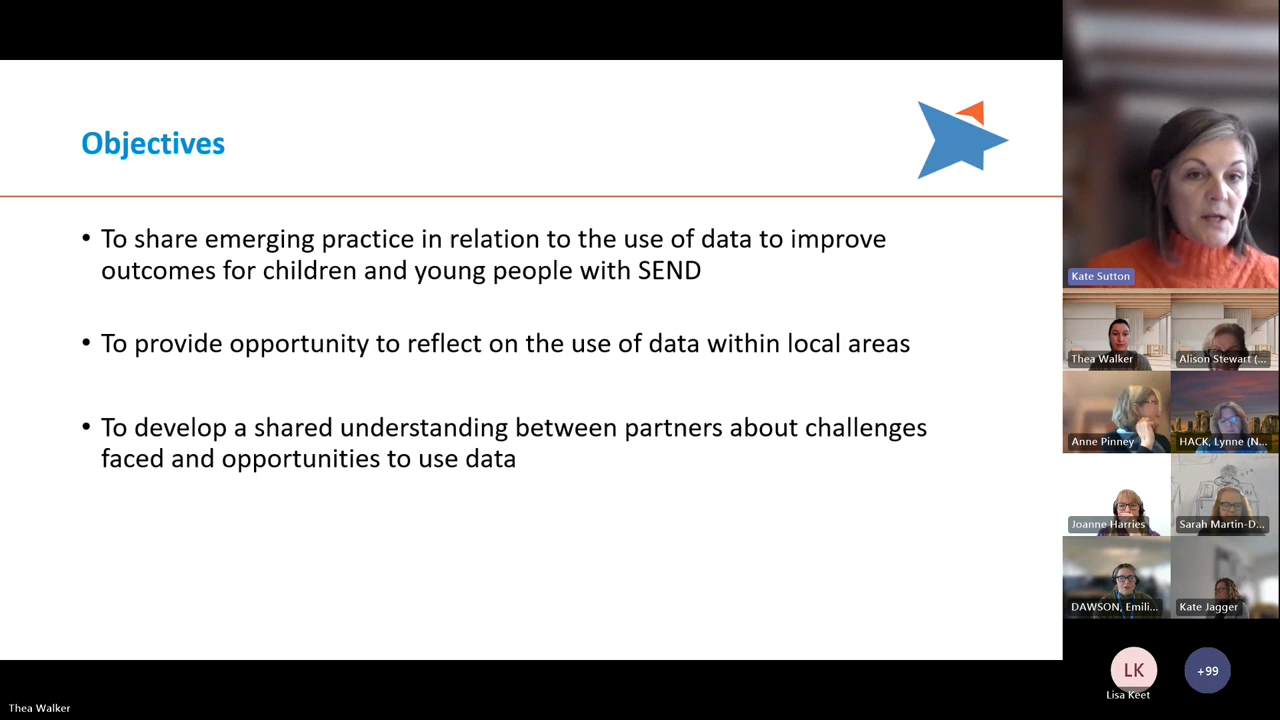 Objectives
• To share emerging practice in relation to the use of data to improve
outcomes for children and young people with SEND
• To provide opportunity to reflect on the use of data within local areas
• To develop a shared understanding between partners about challenges
faced and opportunities to use data
Kate Sutton
Thea Walker
Alison Stewart (...
Anne Pinney
HACK, Lynne (N...
Joanne Harries
Sarah Martin-D...
DAWSON, Emili...
Kate Jagger
LK
+99
Lisa Keet
Thea Walker